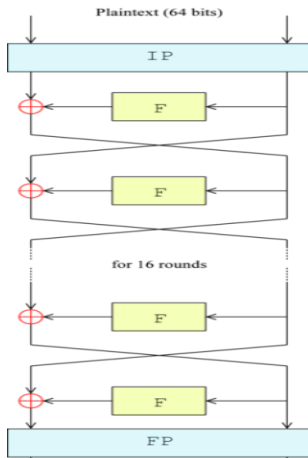 Plaintext (64 bits)
IP
F
F
for 16 rounds
F
F
FP